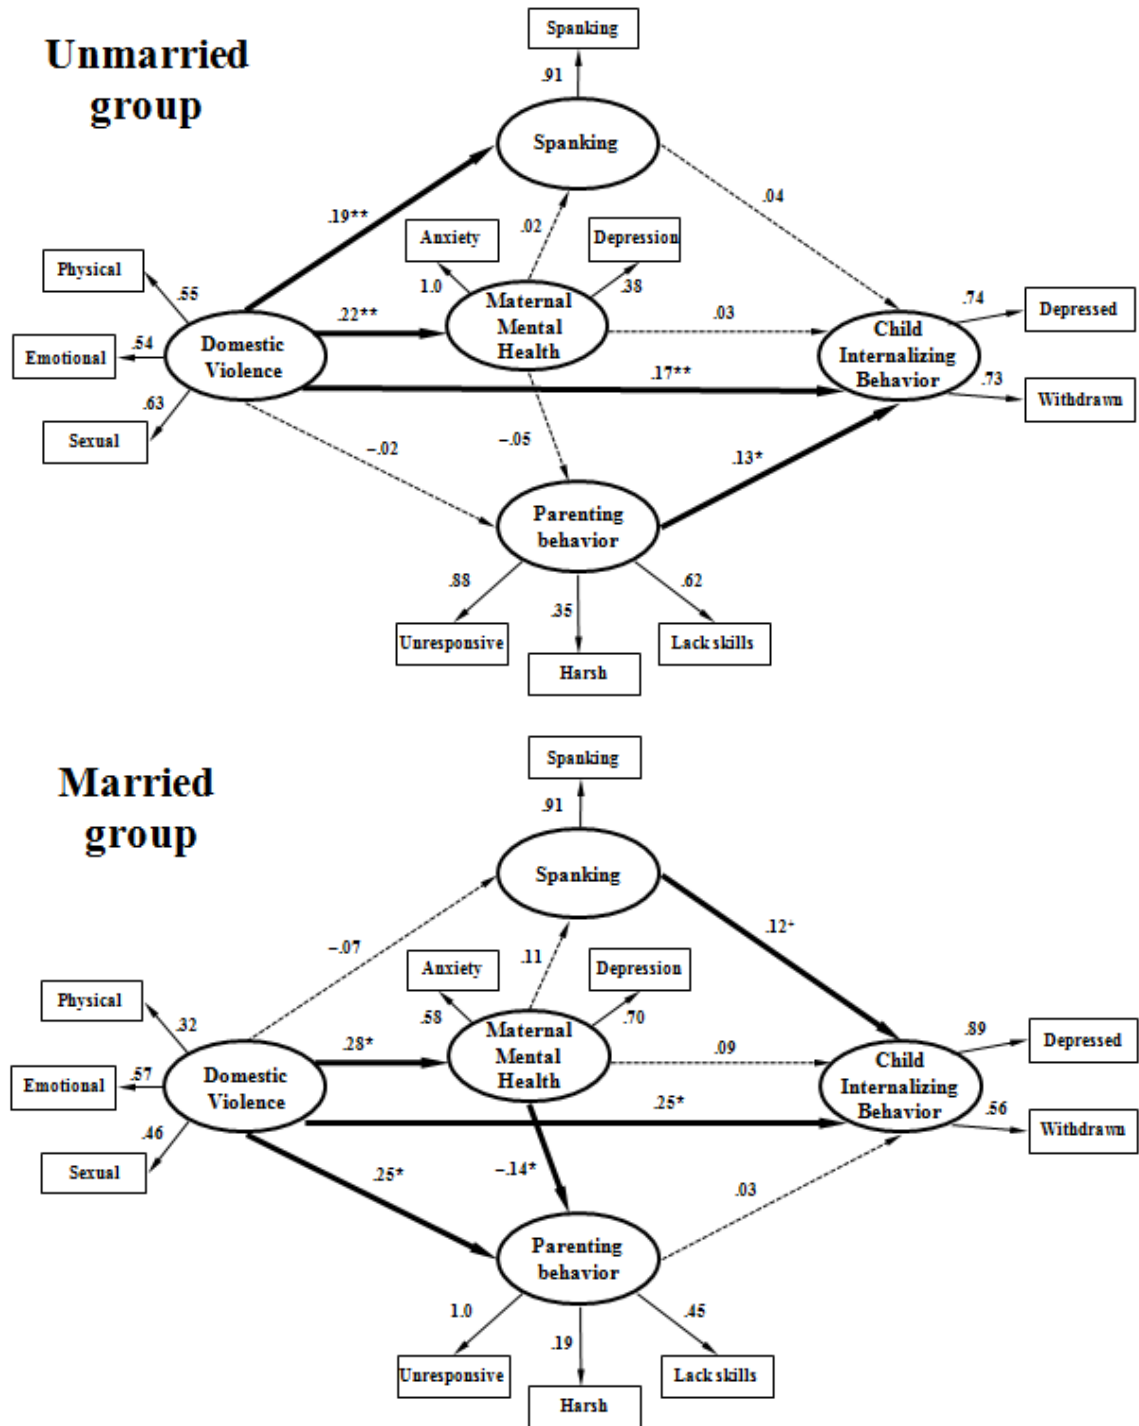 Spanking
Unmarried
group
.91
Spanking
.19**
.02
.04
Anxiety
Depression
Physical
.55
1.0
.38
.74
Depressed
Maternal
Mental
Health
.22**
.03
Child
Internalizing
Behavior
Emotional
.54
Domestic
Violence
.17**
.73
Withdrawn
.63
Sexual
–.02
–.05
.13*
Parenting
behavior
.88
.35
.62
Unresponsive
Harsh
Lack skills
Spanking
Married
group
.91
Spanking
–.07
.11
.12+
Anxiety
Depression
Physical
.32
.58
.70
.89
Depressed
Maternal
Mental
Health
.28*
.09
Child
Internalizing
Behavior
Emotional
.57
Domestic
Violence
.25*
.56
Withdrawn
.46
Sexual
.25*
–.14*
.03
Parenting
behavior
1.0
.19
.45
Unresponsive
Harsh
Lack skills